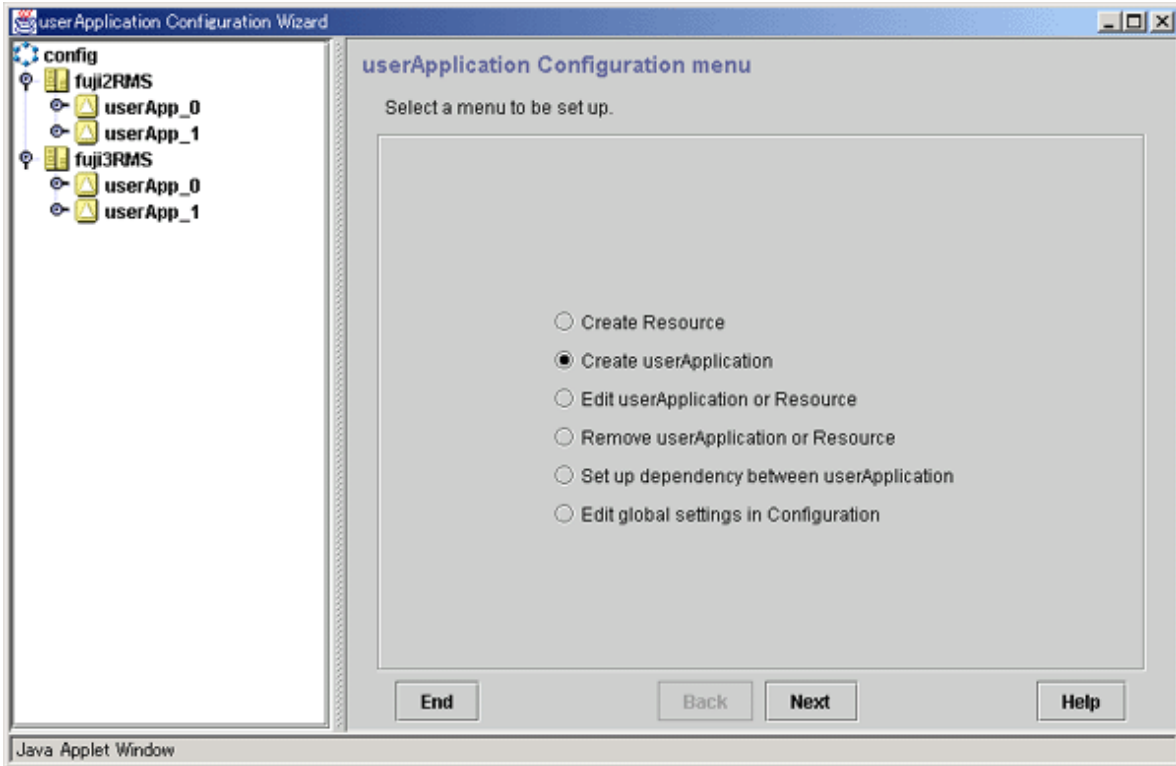 userApplication Configuration Wizard
config
fuji2RMS
userApp_0
userApp_1
fuji3RMS
userApp_0
userApp_1
userApplication Configuration menu
Select a menu to be set up.
Create Resource
Create userApplication
Edit userApplication or Resource
Remove userApplication or Resource
Set up dependency between userApplication
Edit global settings in Configuration
End Back Next Help
Java Applet Window